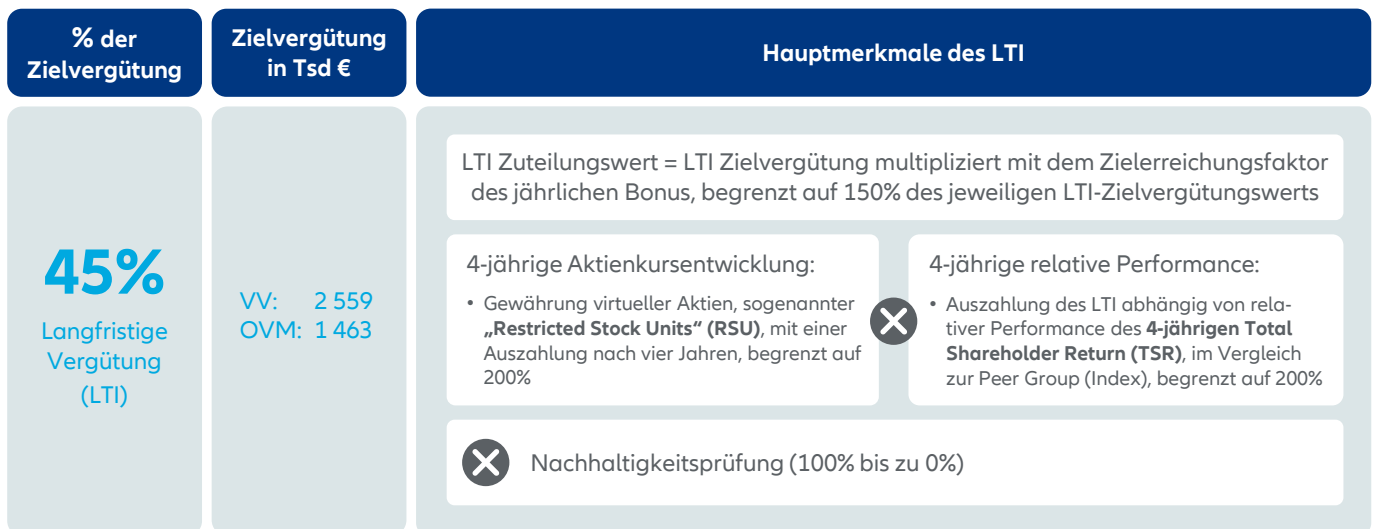 % der
Zielvergütung
Zielvergütung
in Tsd €
Hauptmerkmale des LTI
45%
Langfristige
Vergütung
(LTI)
VV: 2 559
OVM: 1 463
LTI Zuteilungswert = LTI Zielvergütung multipliziert mit dem Zielerreichungsfaktor
des jährlichen Bonus, begrenzt auf 150% des jeweiligen LTI-Zielvergütungswerts
4-jährige Aktienkursentwicklung:
• Gewährung virtueller Aktien, sogenannter
„Restricted Stock Units“ (RSU), mit einer
Auszahlung nach vier Jahren, begrenzt auf
200%
4-jährige relative Performance:
• Auszahlung des LTI abhängig von rela-
tiver Performance des 4-jährigen Total
Shareholder Return (TSR), im Vergleich
zur Peer Group (Index), begrenzt auf 200%
Nachhaltigkeitsprüfung (100% bis zu 0%)